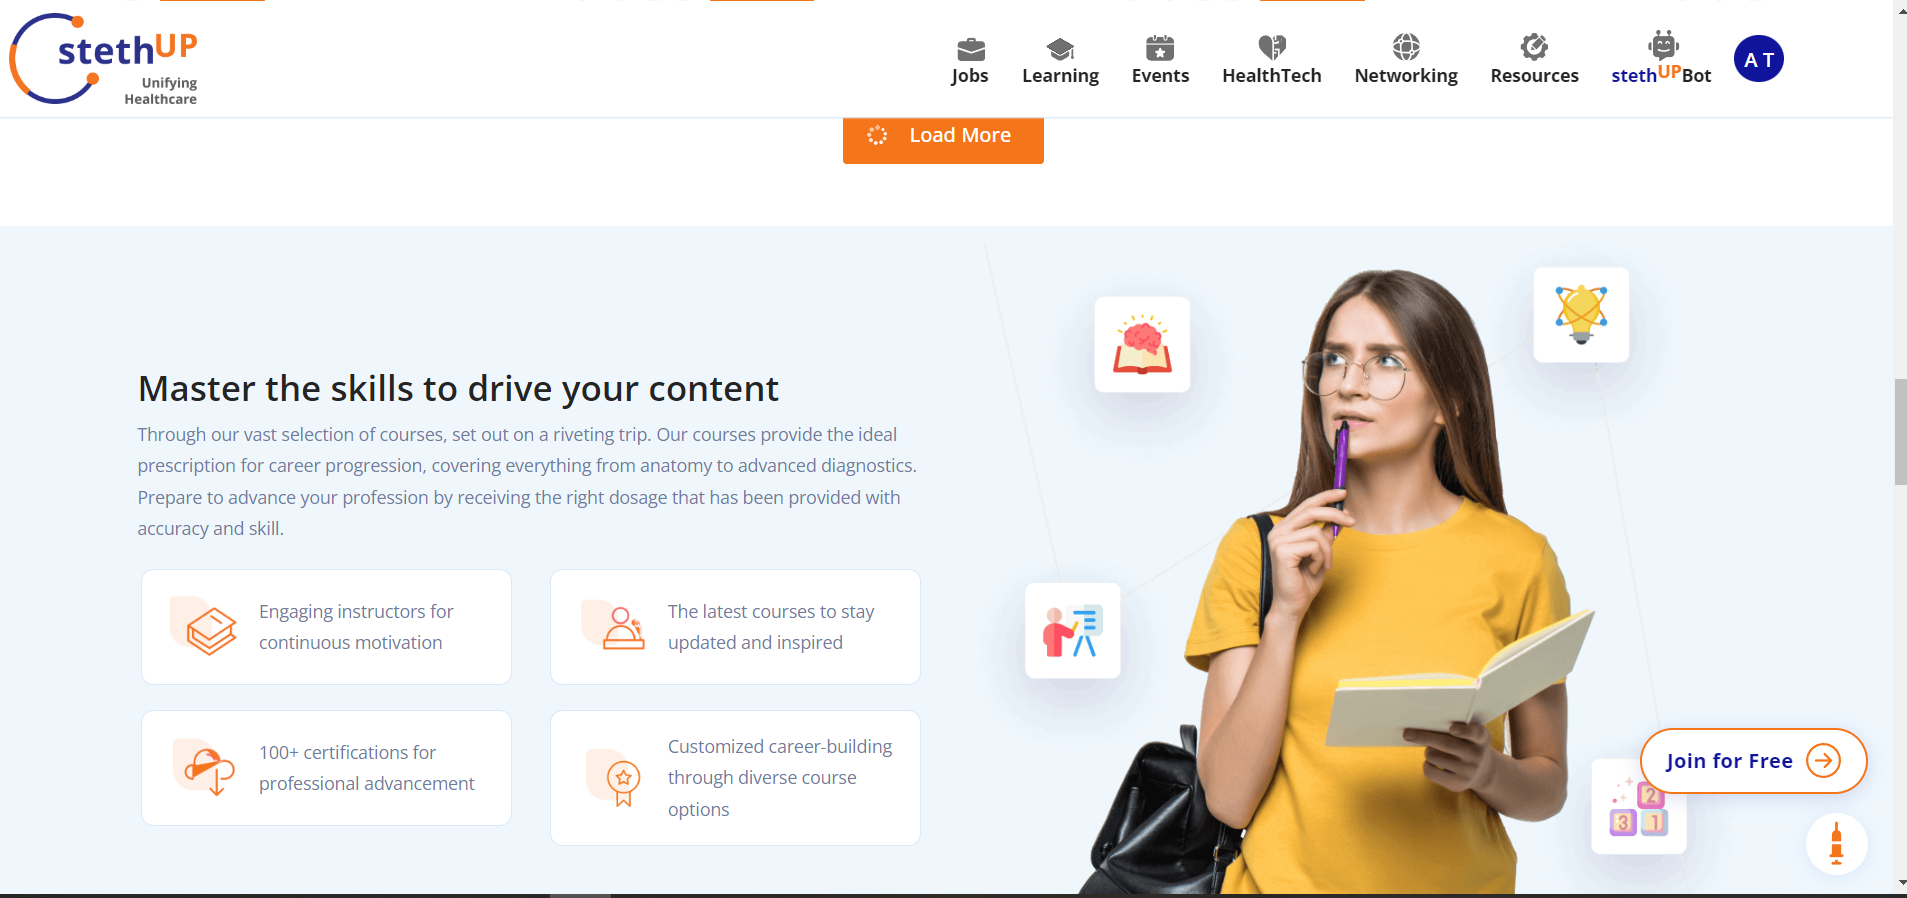 stethUP
Unifying
Healthcare
Jobs
Learning
Events
HealthTech
Networking
Resources
stethUPBot
A T
Load More
Master the skills to drive your content
Through our vast selection of courses, set out on a riveting trip. Our courses provide the ideal
prescription for career progression, covering everything from anatomy to advanced diagnostics.
Prepare to advance your profession by receiving the right dosage that has been provided with
accuracy and skill.
Engaging instructors for
continuous motivation
The latest courses to stay
updated and inspired
100+ certifications for
professional advancement
Customized career-building
through diverse course
options
Join for Free
2
3 1